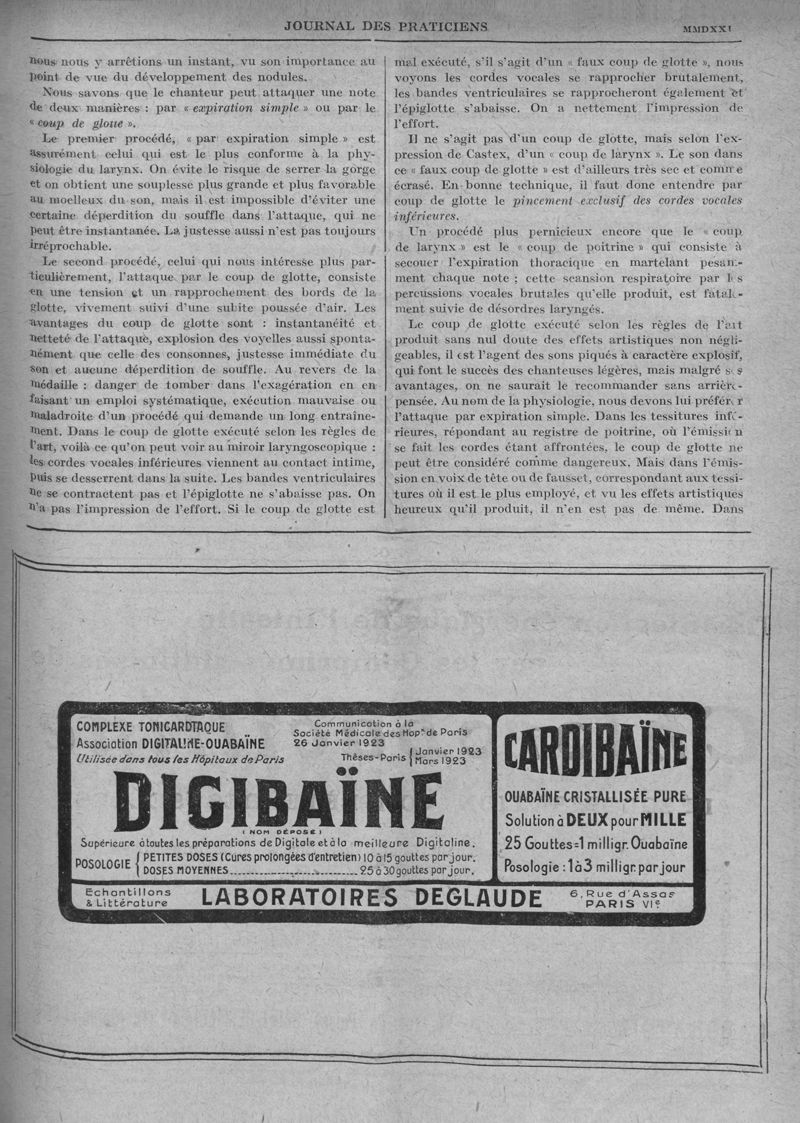 JOURNAL DES PRATICIENS
MMDXXI
nous nous y arrêtions un instant, vu son importance au
point de vue du développement des nodules.
Nous savons que le chanteur peut attaquer une note
de deux manières : par « expiration simple » ou par le
« coup de glotte ».
Le premier procédé, « par expiration simple » est
assurément celui qui est le plus conforme à la phy-
siologie du larynx. On évite le risque de serrer la gorge
et on obtient une souplesse plus grande et plus favorable
au moelleux du son, mais il est impossible d'éviter une
certaine déperdition du souffle dans l'attaque, qui ne
peut être instantanée. La justesse aussi n'est pas toujours
irréprochable.
Le second procédé, celui qui nous intéresse plus par-
ticulièrement, l'attaque par le coup de glotte, consiste
en une tension et un rapprochement des bords de la
glotte, vivement suivi d'une subite poussée d'air. Les
avantages du coup de glotte sont : instantanéité et
netteté de l'attaque, explosion des voyelles aussi sponta-
nément que celle des consonnes, justesse immédiate du
son et aucune déperdition de souffle. Au revers de la
médaille : danger de tomber dans l'exagération en en
faisant un emploi systématique, exécution mauvaise ou
maladroite d'un procédé qui demande un long entraîne-
ment. Dans le coup de glotte exécuté selon les règles de
l'art, voilà ce qu'on peut voir au miroir laryngoscopique :
les cordes vocales inférieures viennent au contact intime,
puis se desserrent dans la suite. Les bandes ventriculaires
ne se contractent pas et l'épiglotte ne s'abaisse pas. On
n'a pas l'impression de l'effort. Si le coup de glotte est
mal exécuté, s'il s'agit d'un « faux coup de glotte », nous
voyons les cordes vocales se rapprocher brutalement,
les bandes ventriculaires se rapprocheront également et
l'épiglotte s'abaisse. On a nettement l'impression de
l'effort.
Il ne s'agit pas d'un coup de glotte, mais selon l'ex-
pression de Castex, d'un « coup de larynx ». Le son dans
ce « faux coup de glotte » est d'ailleurs très sec et comme
écrasé. En bonne technique, il faut donc entendre par
coup de glotte le pincement exclusif des cordes vocales
inférieures.
Un procédé plus pernicieux encore que le « coup
de larynx » est le « coup de poitrine » qui consiste à
secouer l'expiration thoracique en martelant pesam-
ment chaque note ; cette scansion respiratoire par les
percussions vocales brutales qu'elle produit, est fatale-
ment suivie de désordres laryngés.
Le coup de glotte exécuté selon les règles de l'art
produit sans nul doute des effets artistiques non négli-
geables, il est l'agent des sons piqués à caractère explosif,
qui font le succès des chanteuses légères, mais malgré ses
avantages, on ne saurait le recommander sans arrière-
pensée. Au nom de la physiologie, nous devons lui préférer
l'attaque par expiration simple. Dans les tessitures infé-
rieures, répondant au registre de poitrine, où l'émission
se fait les cordes étant affrontées, le coup de glotte ne
peut être considéré comme dangereux. Mais dans l'émis-
sion en voix de tête ou de fausset, correspondant aux tessi-
tures où il est le plus employé, et vu les effets artistiques
heureux qu'il produit, il n'en est pas de même. Dans
COMPLEXE TONICARDIAQUE
Association DIGITALINE-OUABAÏNE
Utilisée dans tous les Hôpitaux de Paris
Communication à la
Société Médicale des Hop. de Paris
26 Janvier 1923
Thèses-Paris { Janvier 1923
Mars 1923
DIGIBAÏNE
(NOM DÉPOSÉ)
Supérieure à toutes les préparations de Digitale et à la meilleure Digitaline.
POSOLOGIE { PETITES DOSES (Cures prolongées d'entretien) 10 à 15 gouttes par jour.
DOSES MOYENNES.......................... 25 à 30 gouttes par jour.
CARDIBAÏNE
OUABAÏNE CRISTALLISÉE PURE
Solution à DEUX pour MILLE
25 Gouttes=1 milligr. Ouabaïne
Posologie : 1 à 3 milligr. par jour
Echantillons
& Littérature
LABORATOIRES DEGLAUDE
6, Rue d'Assas
PARIS VIe